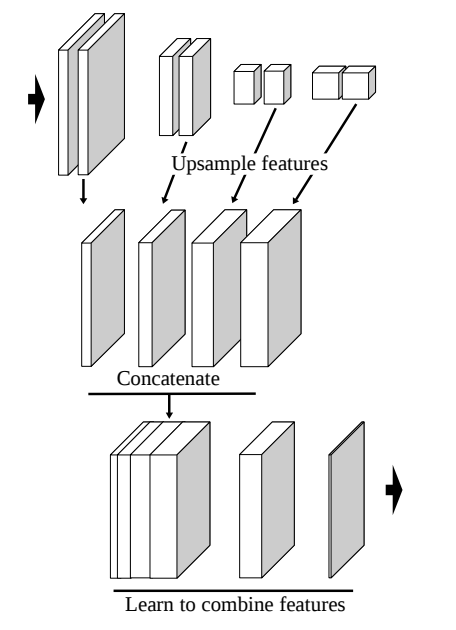 Upsample features
Concatenate
Learn to combine features